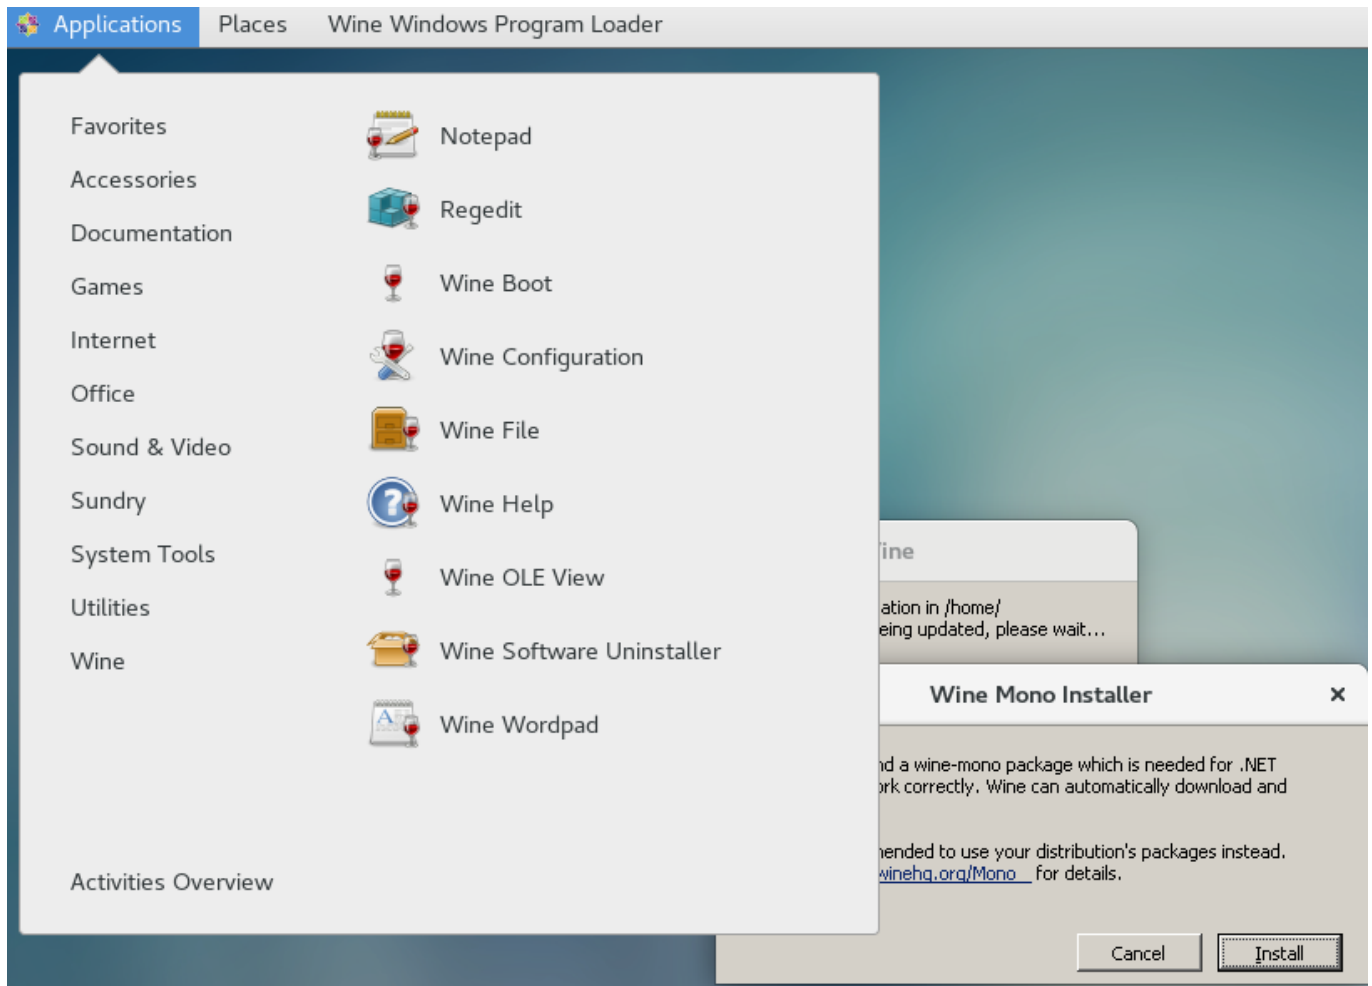 Applications Places Wine Windows Program Loader
Favorites
Accessories
Documentation
Games
Internet
Office
Sound & Video
Sundry
System Tools
Utilities
Wine
Activities Overview
Notepad
Regedit
Wine Boot
Wine Configuration
Wine File
Wine Help
Wine OLE View
Wine Software Uninstaller
Wine Wordpad
ine
ation in /home/
eing updated, please wait...
Wine Mono Installer
nd a wine-mono package which is needed for .NET
ork correctly. Wine can automatically download and
ended to use your distribution's packages instead.
winehq.org/Mono for details.
Cancel Install